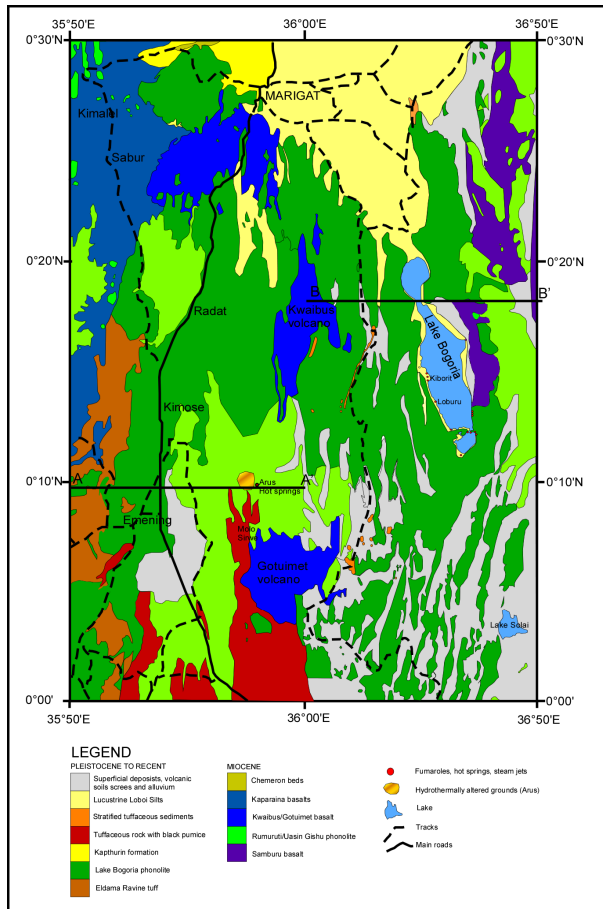 35°50'E 36°00'E 36°50'E
0°30'N 0°30'N
MARIGAT
Kimalel
Sabur
0°20'N 0°20'N
B B'
Kwaibus
volcano
Radat
Lake Bogoria
Kiborit
Loburu
Kimose
0°10'N 0°10'N
A A'
Arus
Hot springs
Emening
Molo
Sirwe
Goituimet
volcano
Lake Solai
0°00' 0°00'
35°50'E 36°00'E 36°50'E
LEGEND
PLEISTOCENE TO RECENT
Superficial deposists, volcanic
soils screes and alluvium
Lucustrine Loboi Silts
Stratified tuffaceous sediments
Tuffaceous rock with black pumice
Kapthurin formation
Lake Bogoria phonolite
Eldama Ravine tuff
MIOCENE
Chemeron beds
Kaparaina basalts
Kwaibus/Gotuimet basalt
Rumuruti/Uasin Gishu phonolite
Samburu basalt
Fumaroles, hot springs, steam jets
Hydrothermally altered grounds (Arus)
Lake
Tracks
Main roads